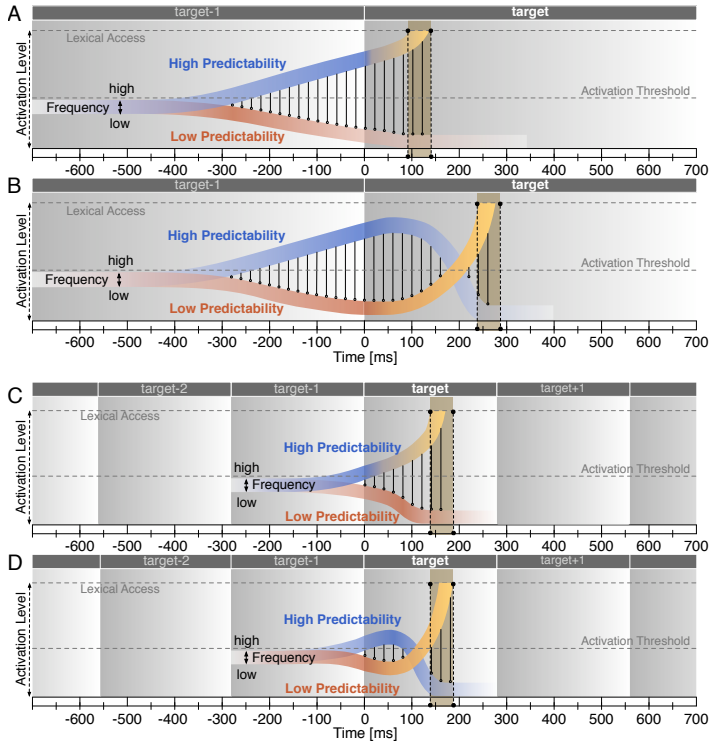 A
target-1
target
Lexical Access
High Predictability
Activation Level
high
Frequency
low
Activation Threshold
Low Predictability
-600 -500 -400 -300 -200 -100 0 100 200 300 400 500 600 700
B
target-1
target
Lexical Access
High Predictability
Activation Level
high
Frequency
low
Activation Threshold
Low Predictability
-600 -500 -400 -300 -200 -100 0 100 200 300 400 500 600 700
Time [ms]
C
target-2
target-1
target
target+1
Lexical Access
High Predictability
Activation Level
high
Frequency
low
Activation Threshold
Low Predictability
-600 -500 -400 -300 -200 -100 0 100 200 300 400 500 600 700
D
target-2
target-1
target
target+1
Lexical Access
High Predictability
Activation Level
high
Frequency
low
Activation Threshold
Low Predictability
-600 -500 -400 -300 -200 -100 0 100 200 300 400 500 600 700
Time [ms]